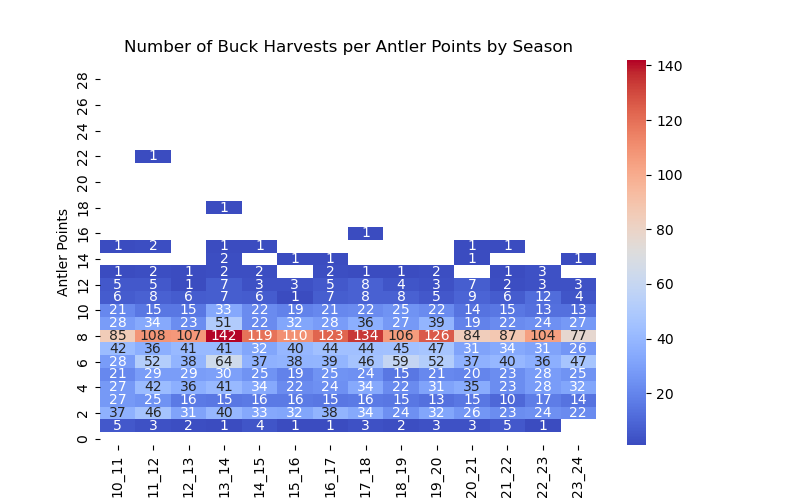 Number of Buck Harvests per Antler Points by Season
Antler Points
28
26
24
22 1
20
18 1
16 1
1 2 1 1 1 1
14 2 1 1 1 1
1 2 1 2 2 2 1 1 2 1 3
12 5 5 1 7 3 3 5 8 4 3 7 2 3 3
6 8 6 7 6 1 7 8 8 5 9 6 12 4
10 21 15 15 33 22 19 21 22 25 22 14 15 13 13
28 34 23 51 22 32 28 36 27 39 19 22 24 27
8 85 108 107 142 119 110 123 134 106 126 84 87 104 77
42 36 41 41 32 40 44 44 45 47 31 34 31 26
6 28 52 38 64 37 38 39 46 59 52 37 40 36 47
21 29 29 30 25 19 25 24 15 21 20 23 28 25
4 27 42 36 41 34 22 24 34 22 31 35 23 28 32
27 25 16 15 16 16 15 16 15 13 15 10 17 14
2 37 46 31 40 33 32 38 34 24 32 26 23 24 22
5 3 2 1 4 1 1 3 2 3 3 5 1
0
10_11 11_12 12_13 13_14 14_15 15_16 16_17 17_18 18_19 19_20 20_21 21_22 22_23 23_24
140
120
100
80
60
40
20